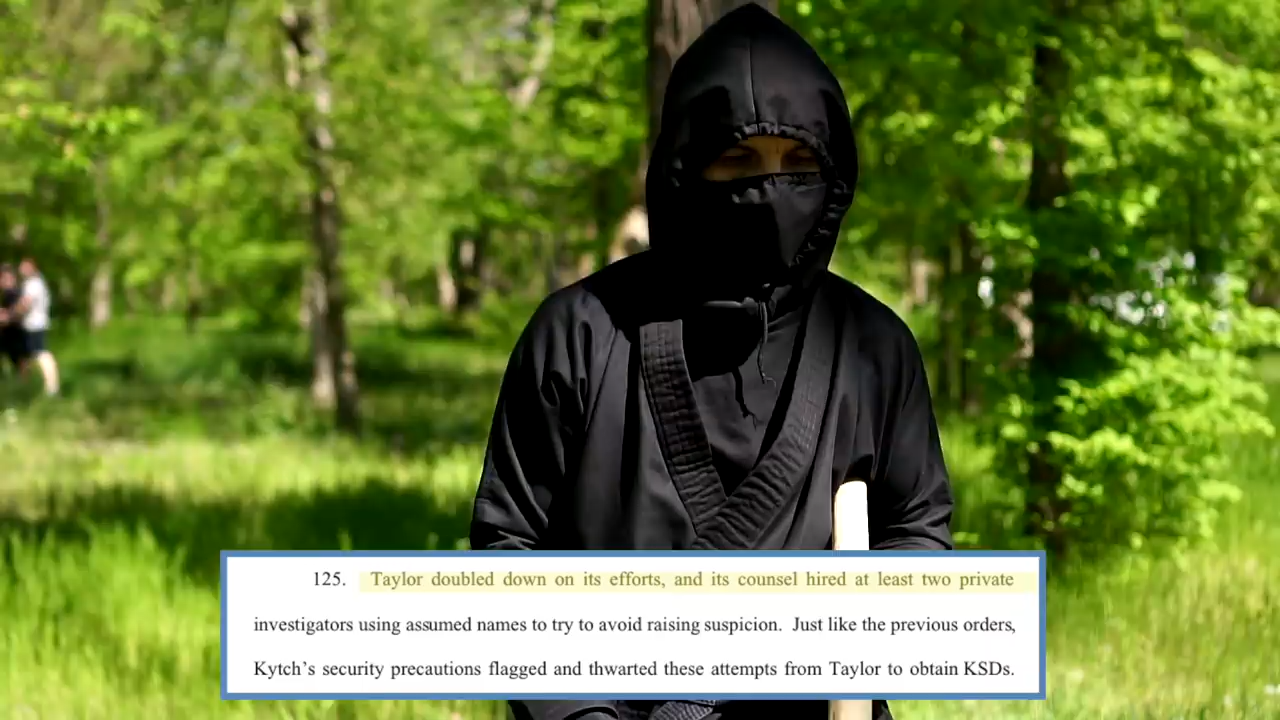 125. Taylor doubled down on its efforts, and its counsel hired at least two private
investigators using assumed names to try to avoid raising suspicion. Just like the previous orders,
Kytch’s security precautions flagged and thwarted these attempts from Taylor to obtain KSDs.